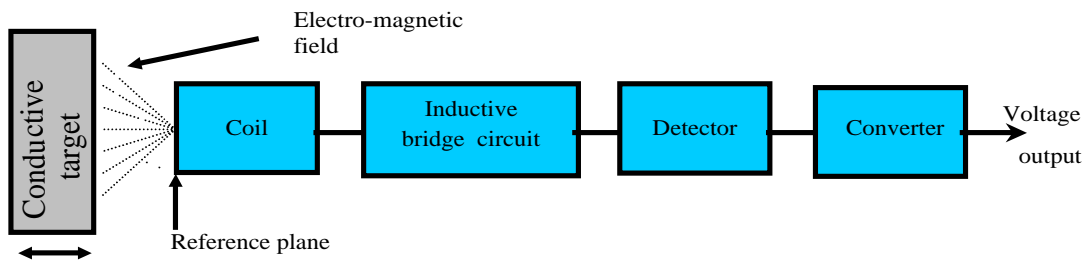 Electro-magnetic
field
Conductive
target
Coil
Inductive
bridge circuit
Detector
Converter
Voltage
output
Reference plane